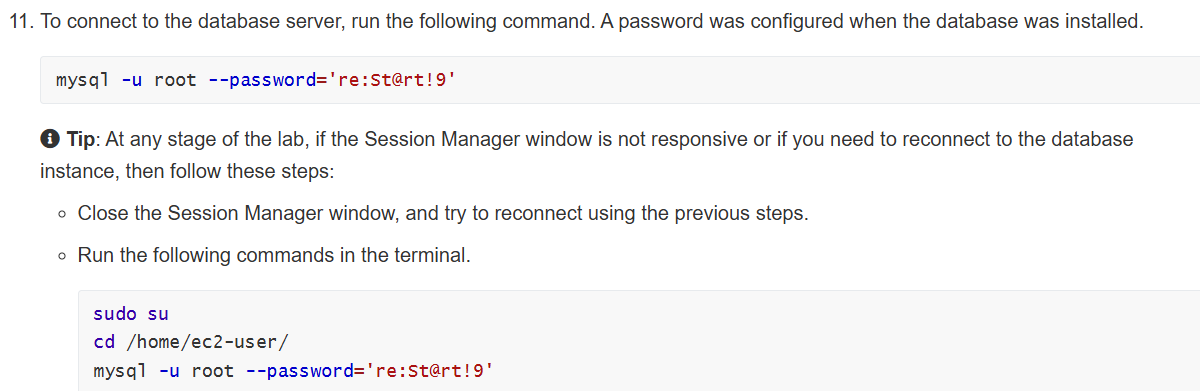 11. To connect to the database server, run the following command. A password was configured when the database was installed.
mysql -u root --password='re:St@rt!9'
Tip: At any stage of the lab, if the Session Manager window is not responsive or if you need to reconnect to the database
instance, then follow these steps:
Close the Session Manager window, and try to reconnect using the previous steps.
Run the following commands in the terminal.
sudo su
cd /home/ec2-user/
mysql -u root --password='re:St@rt!9'